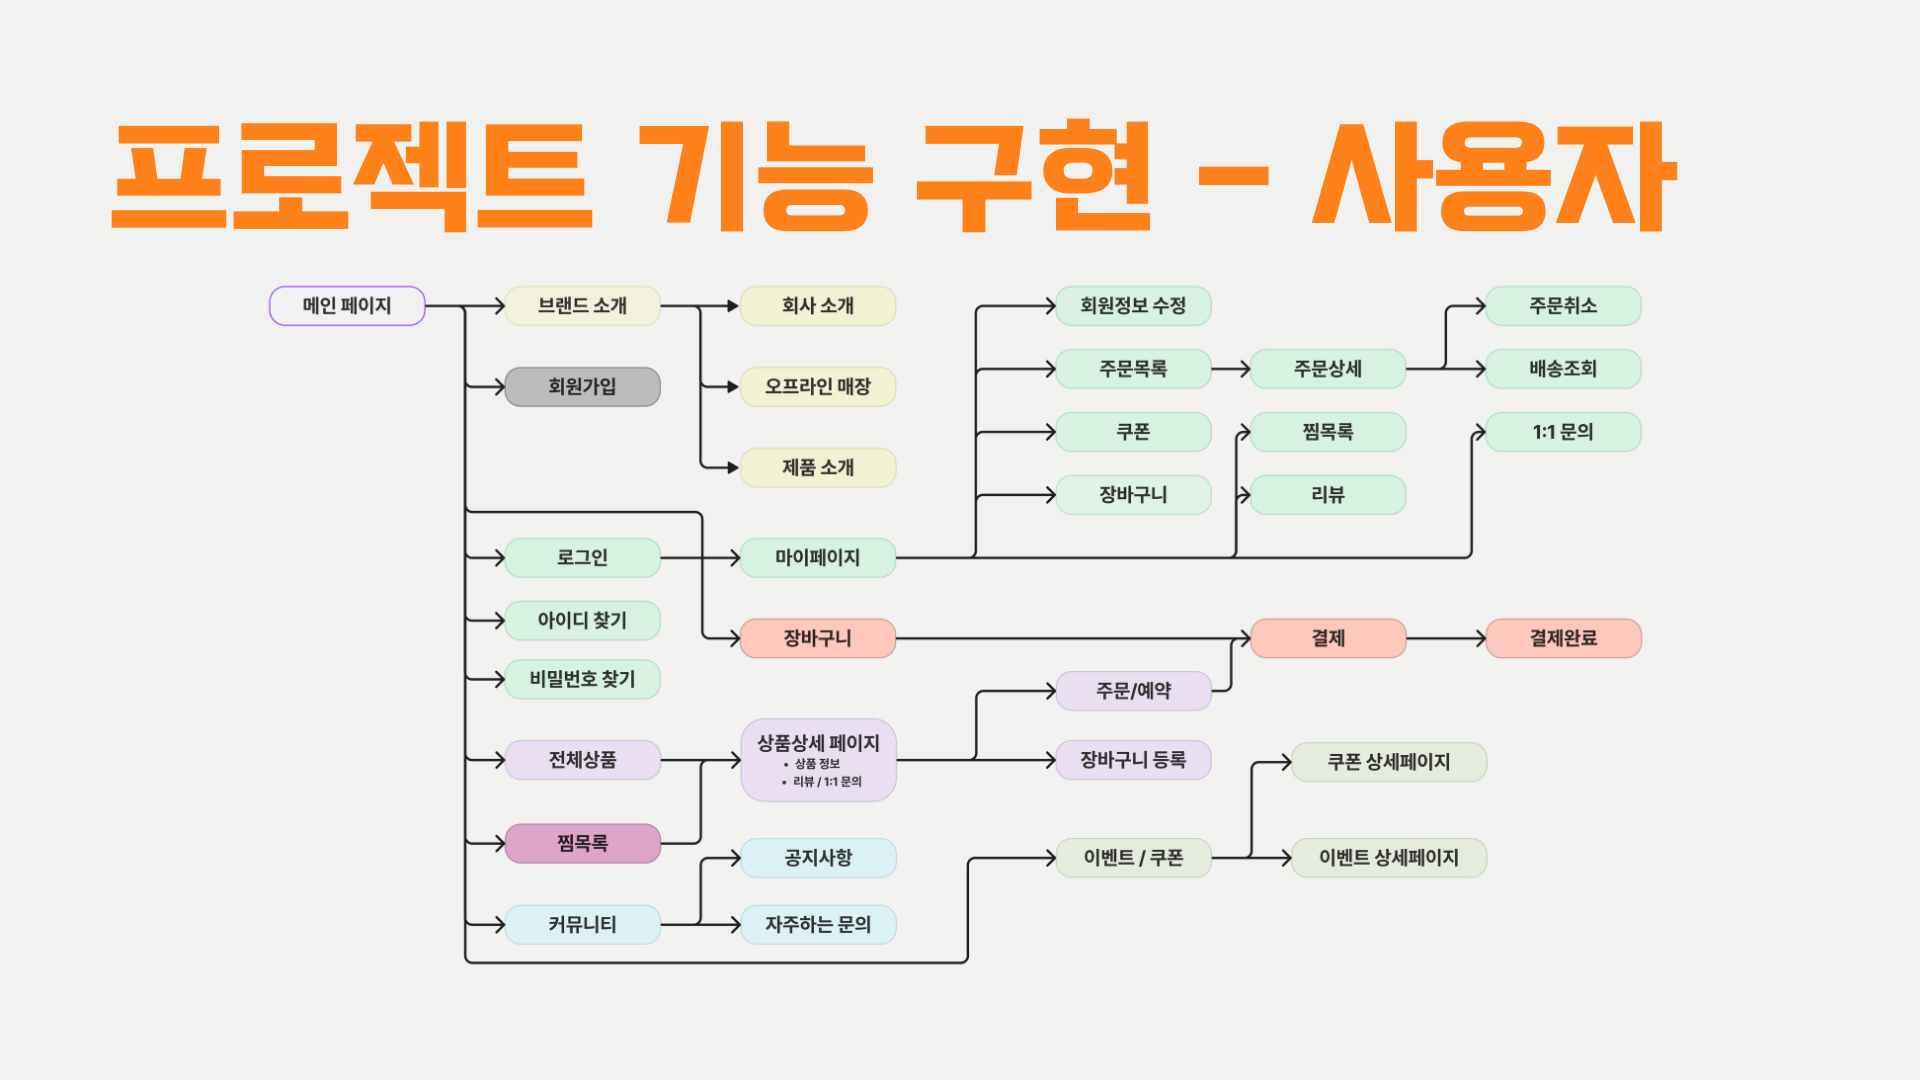 프로젝트 기능 구현 - 사용자
메인 페이지
브랜드 소개
회사 소개
회원정보 수정
주문취소
주문목록
주문상세
배송조회
회원가입
오프라인 매장
쿠폰
찜목록
1:1 문의
제품 소개
장바구니
리뷰
로그인
마이페이지
아이디 찾기
장바구니
결제
결제완료
비밀번호 찾기
주문/예약
전체상품
상품상세 페이지
• 상품 정보
• 리뷰 / 1:1 문의
장바구니 등록
쿠폰 상세페이지
찜목록
공지사항
이벤트 / 쿠폰
이벤트 상세페이지
커뮤니티
자주하는 문의